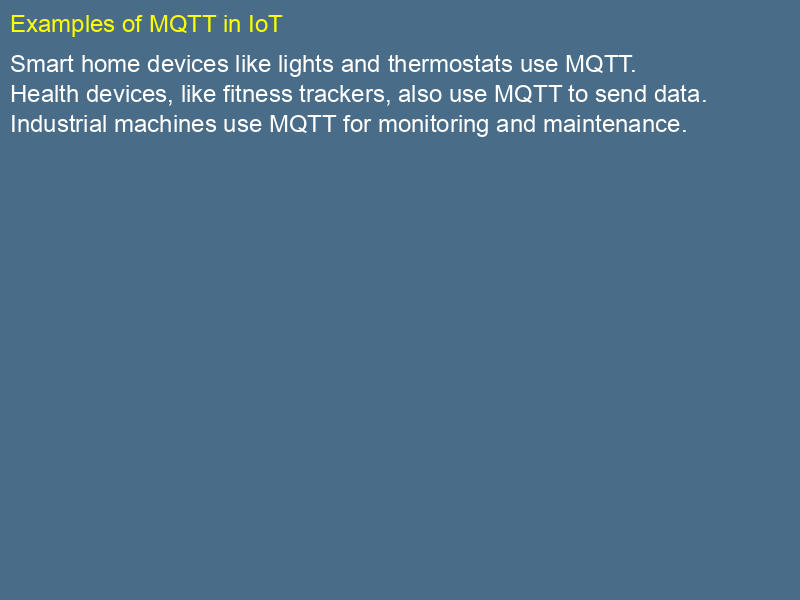 Examples of MQTT in IoT
Smart home devices like lights and thermostats use MQTT.
Health devices, like fitness trackers, also use MQTT to send data.
Industrial machines use MQTT for monitoring and maintenance.